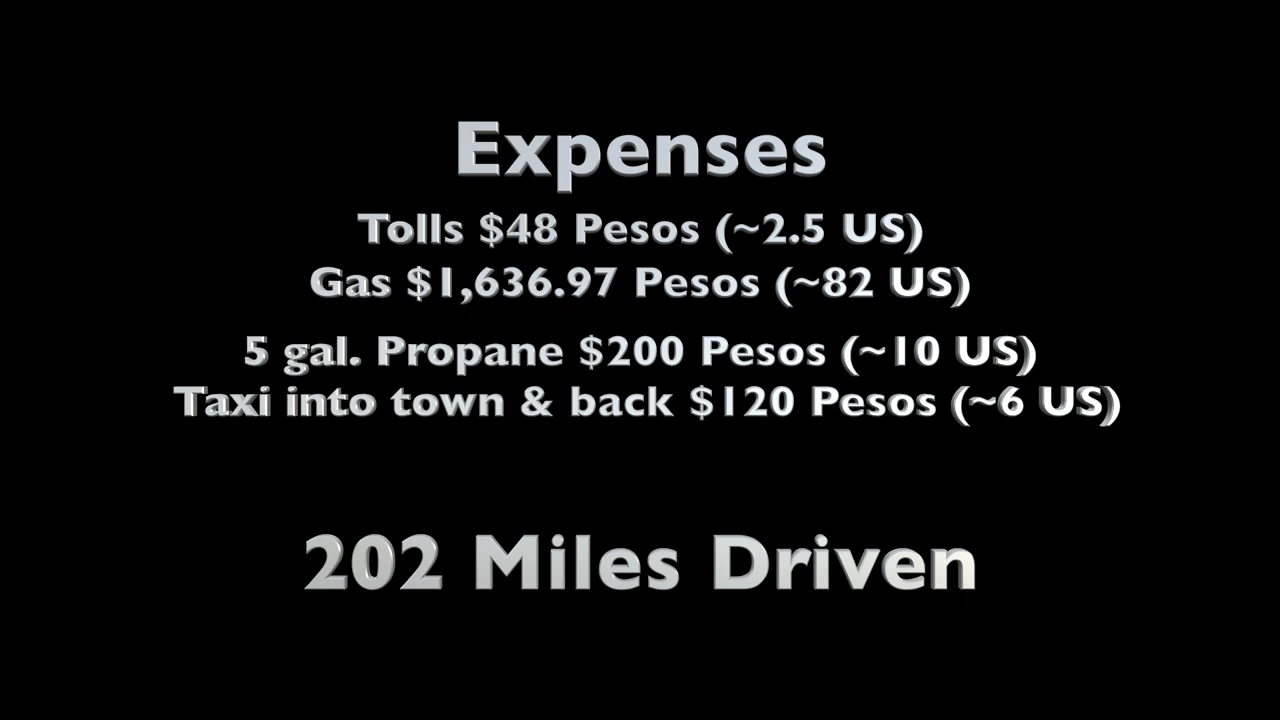 Expenses
Tolls $48 Pesos (~2.5 US)
Gas $1,636.97 Pesos (~82 US)
5 gal. Propane $200 Pesos (~10 US)
Taxi into town & back $120 Pesos (~6 US)
202 Miles Driven